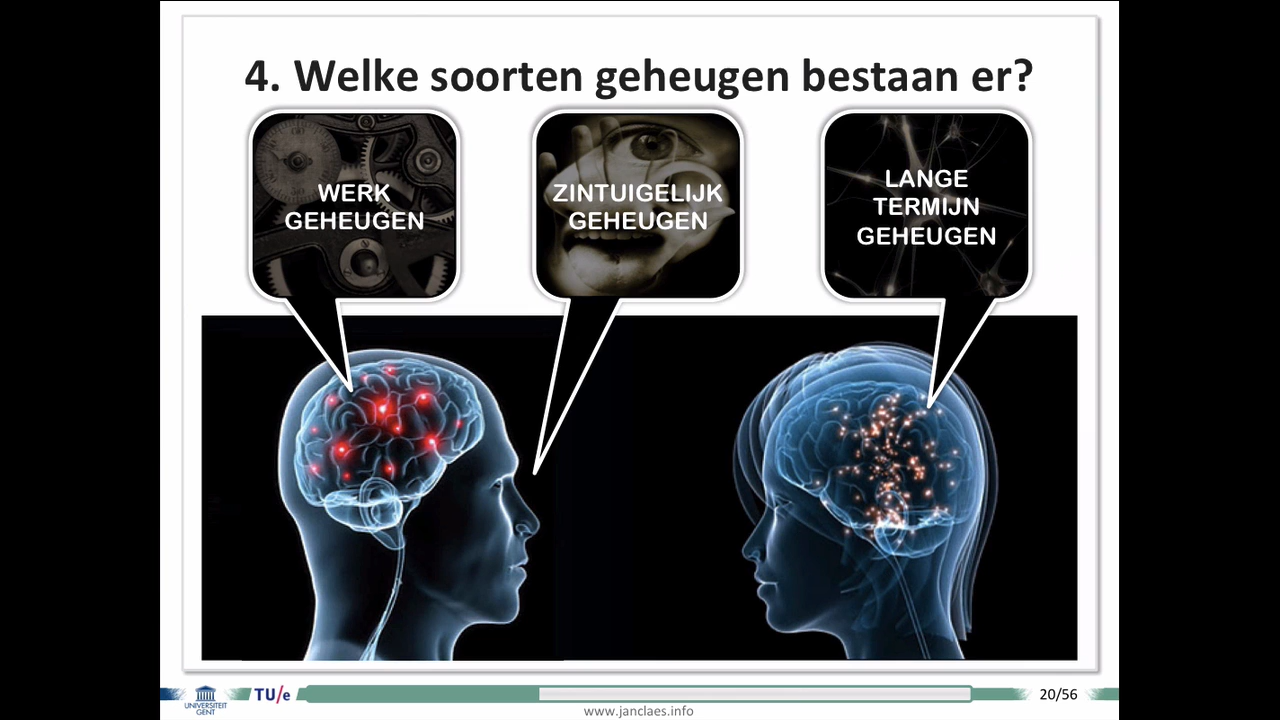 4. Welke soorten geheugen bestaan er?
WERK
GEHEUGEN
ZINTUIGELIJK
GEHEUGEN
LANGE
TERMIJN
GEHEUGEN
UNIVERSITEIT
GENT
TU/e
20/56
www.janclaes.info